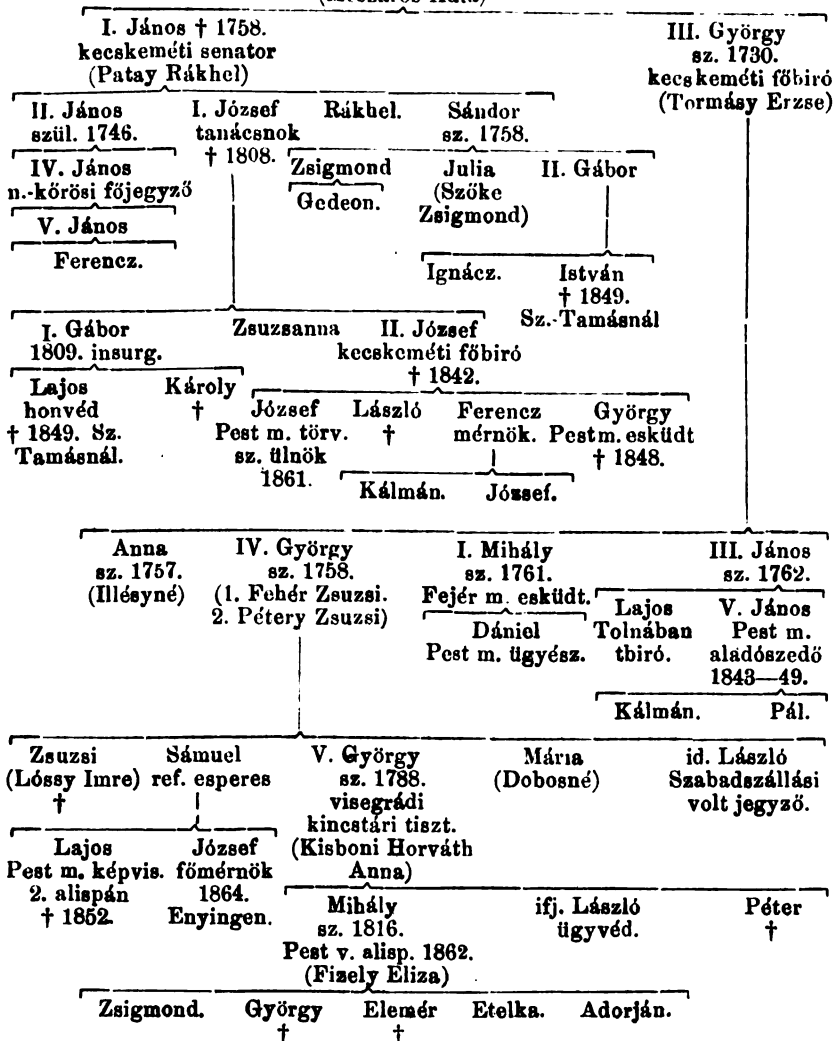 I. János † 1758. III. György
kecskeméti senator sz. 1730.
(Patay Rákhel) kecskeméti főbiró
(Tormásy Erzse)
II. János I. József Rákhel. Sándor
szül. 1746. tanácsnok sz. 1758.
† 1808.
IV. János Zsigmond Julia II. Gábor
n.-kőrösi főjegyző Gedeon. (Szőke
V. János Zsigmond)
Ferencz. Ignácz. István
† 1849.
Sz.-Tamásnál
I. Gábor Zsuzsanna II. József
1809. insurg. kecskeméti főbiró
† 1842.
Lajos Károly József László Ferencz György
honvéd † Pest m. törv. † mérnök. Pest m. esküdt
† 1849. Sz. sz. ülnök † 1848.
Tamásnál. 1861. Kálmán. József.
Anna IV. György I. Mihály III. János
sz. 1757. sz. 1758. sz. 1761. sz. 1762.
(Illésyné) (1. Fehér Zsuzsi. Fejér m. esküdt. Lajos V. János
2. Pétery Zsuzsi) Dániel Tolnában Pest m.
Pest m. ügyész. tbiró. aladószedő
1843—49.
Kálmán. Pál.
Zsuzsi Sámuel V. György Mária id. László
(Lóssy Imre) ref. esperes sz. 1788. (Dobosné) Szabadszállási
† visegrádi volt jegyző.
kincstári tiszt.
Lajos József (Kisboni Horváth
Pest m. képvis. főmérnök Anna)
2. alispán 1864.
† 1852. Enyingen.
Mihály ifj. László Péter
sz. 1816. ügyvéd. †
Pest v. alisp. 1862.
(Fizely Eliza)
Zsigmond. György Elemér Etelka. Adorján.
† †